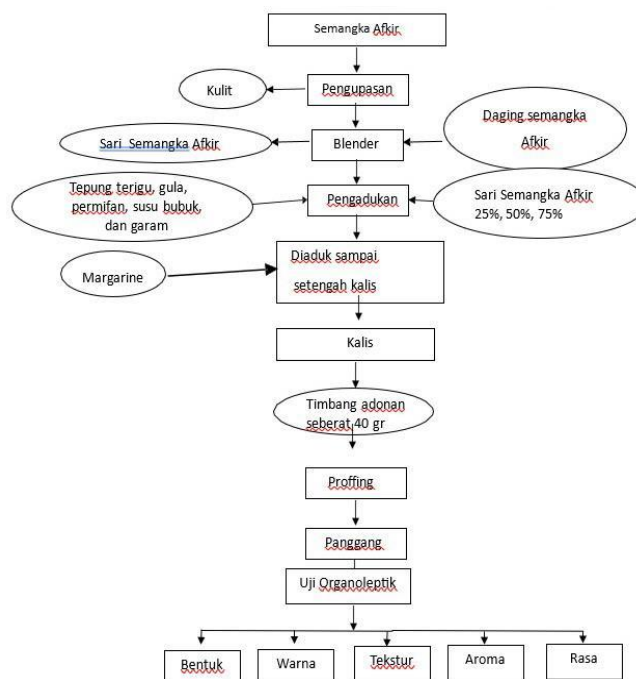 Semangka Afkir
Kulit
Pengupasan
Sari Semangka Afkir
Blender
Daging semangka
Afkir
Tepung terigu, gula,
permifan, susu bubuk,
dan garam
Pengadukan
Sari Semangka Afkir
25%, 50%, 75%
Margarine
Diaduk sampai
setengah kalis
Kalis
Timbang adonan
seberat 40 gr
Proffing
Panggang
Uji Organoleptik
Bentuk
Warna
Tekstur
Aroma
Rasa